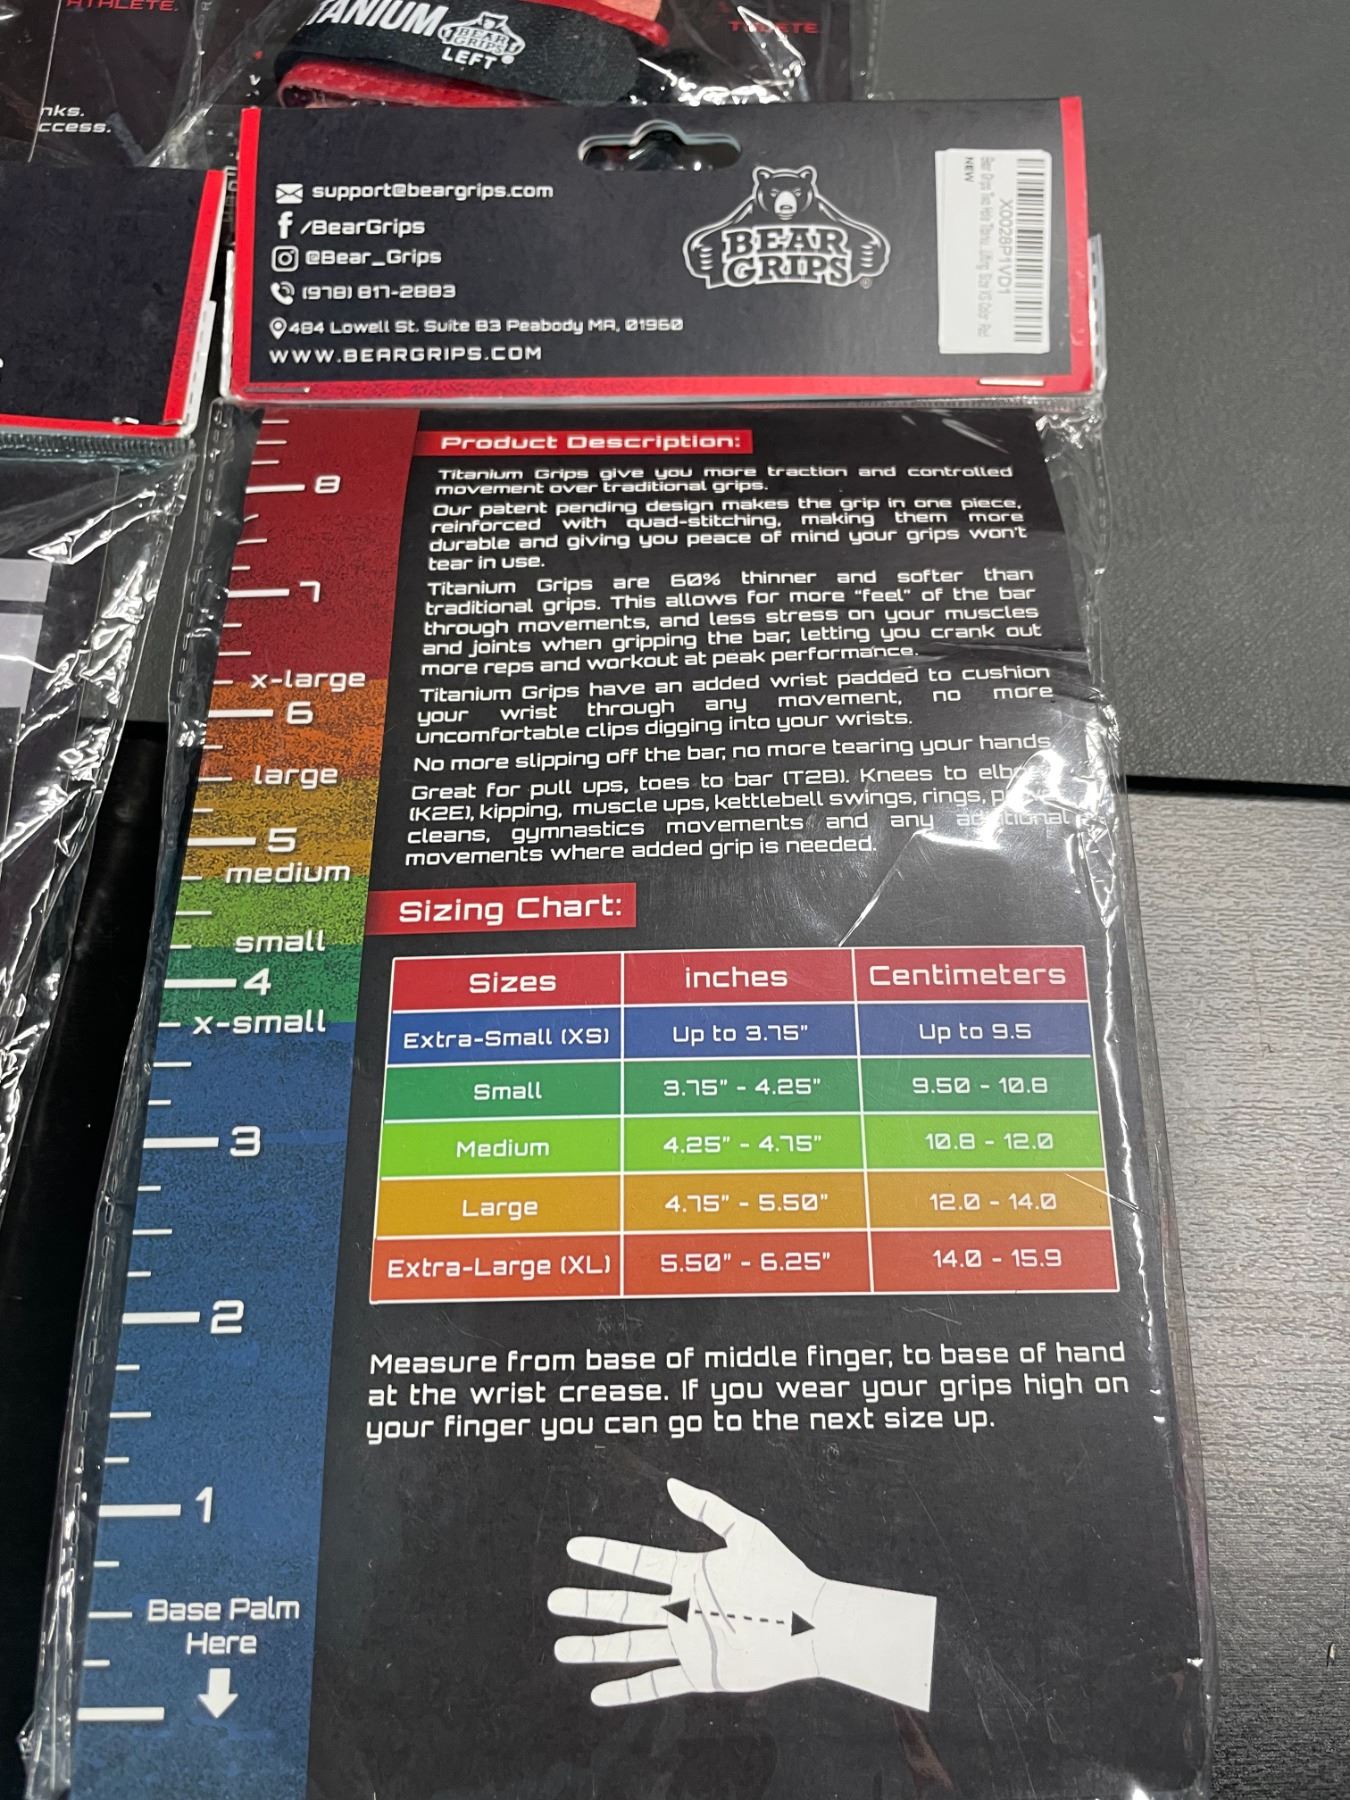 ATHLETE.
TITANIUM
BEAR
GRIPS
LEFT
nks.
ccess.
support@beargrips.com
/BearGrips
@Bear_Grips
(978) 817-2883
484 Lowell St. Suite B3 Peabody MA, 01960
WWW.BEARGRIPS.COM
BEAR
GRIPS
X0028P1VD1
NEW
Product Description:
Titanium Grips give you more traction and controlled
movement over traditional grips.
Our patent pending design makes the grip in one piece,
reinforced with quad-stitching, making them more
durable and giving you peace of mind your grips won't
tear in use.
Titanium Grips are 60% thinner and softer than
traditional grips. This allows for more "feel" of the bar
through movements, and less stress on your muscles
and joints when gripping the bar, letting you crank out
more reps and workout at peak performance.
Titanium Grips have an added wrist padded to cushion
your wrist through any movement, no more
uncomfortable clips digging into your wrists.
No more slipping off the bar, no more tearing your hands
Great for pull ups, toes to bar (T2B). Knees to
(K2E), kipping, muscle ups, kettlebell swings, rings,
cleans, gymnastics movements and any additional
movements where added grip is needed.
8
7
x-large
6
large
5
medium
small
4
x-small
3
2
1
Base Palm
Here
Sizing Chart:
Sizes inches Centimeters
Extra-Small (XS) Up to 3.75" Up to 9.5
Small 3.75" - 4.25" 9.50 - 10.8
Medium 4.25" - 4.75" 10.8 - 12.0
Large 4.75" - 5.50" 12.0 - 14.0
Extra-Large (XL) 5.50" - 6.25" 14.0 - 15.9
Measure from base of middle finger, to base of hand
at the wrist crease. If you wear your grips high on
your finger you can go to the next size up.